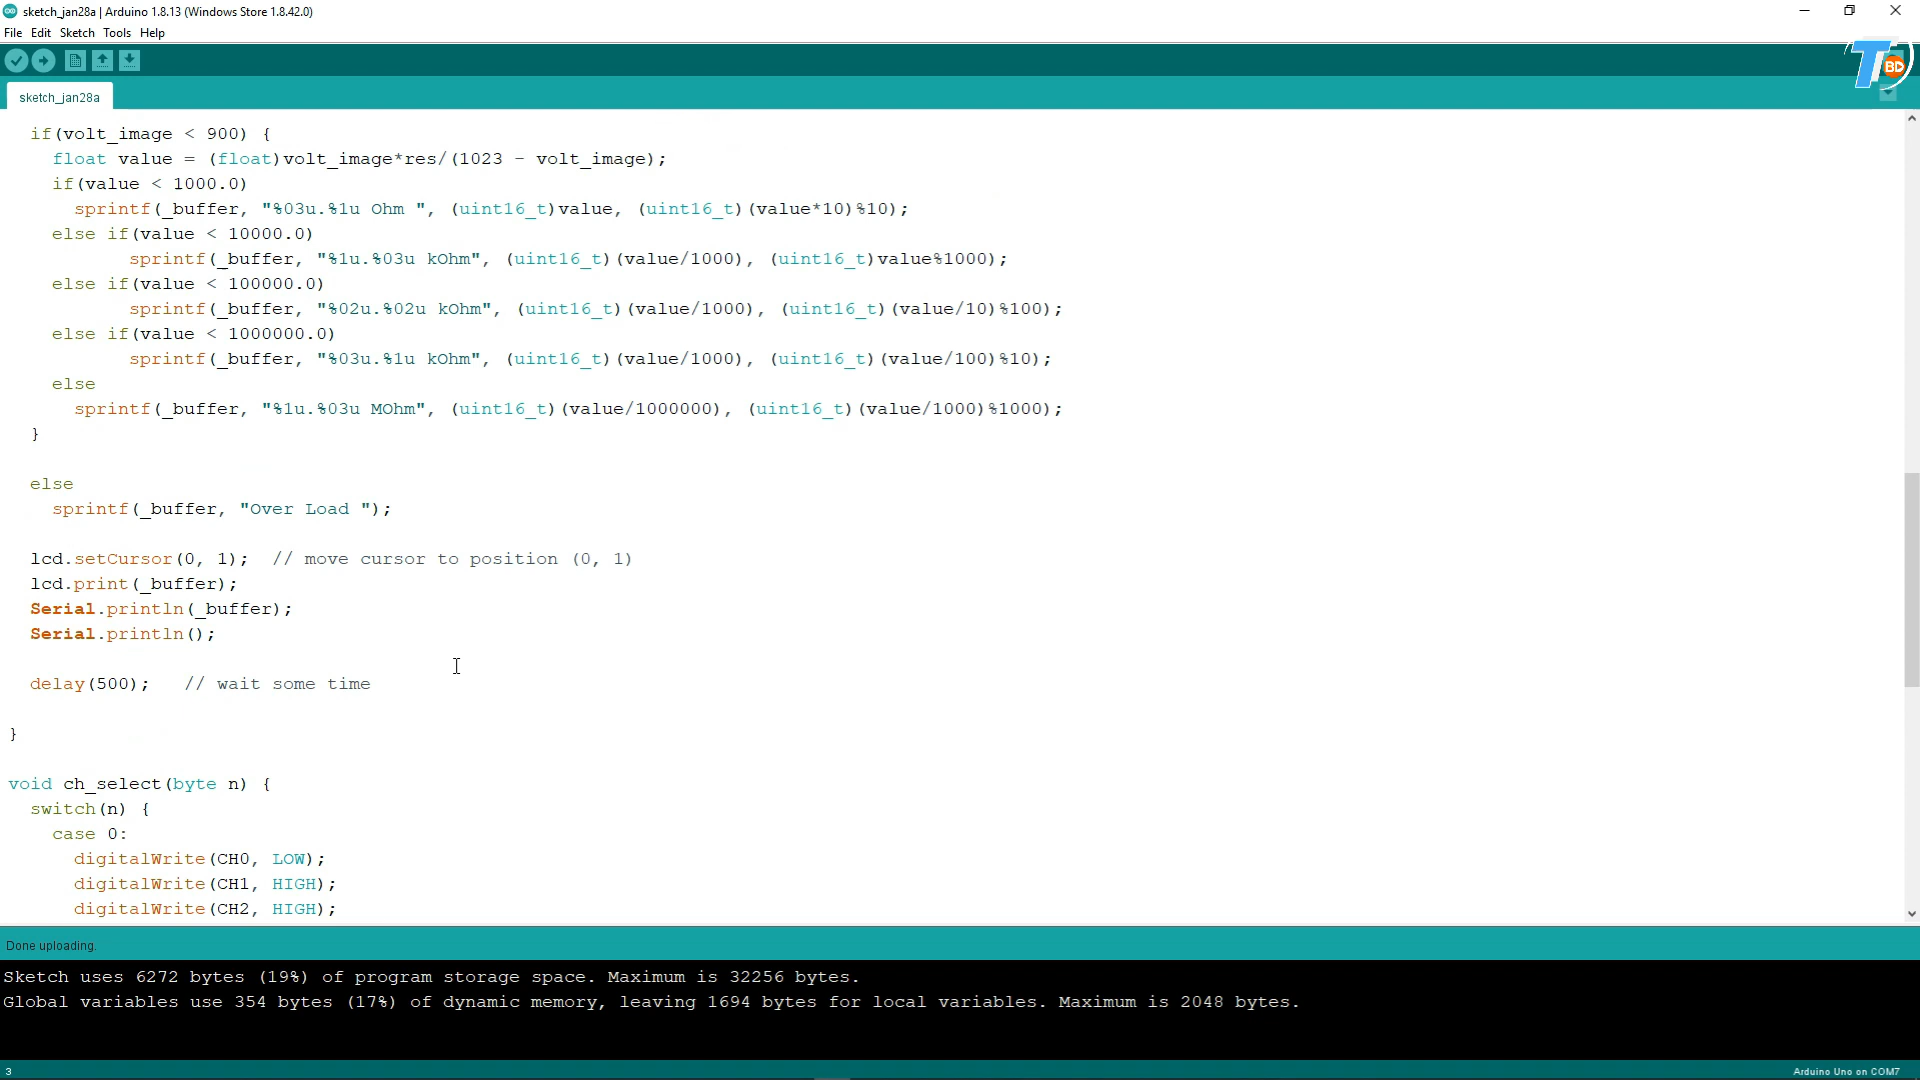 sketch_jan28a | Arduino 1.8.13 (Windows Store 1.8.42.0)
File Edit Sketch Tools Help
T BD
sketch_jan28a
if(volt_image < 900) {
float value = (float)volt_image*res/(1023 - volt_image);
if(value < 1000.0)
sprintf(_buffer, "%03u.%1u Ohm ", (uint16_t)value, (uint16_t)(value*10)%10);
else if(value < 10000.0)
sprintf(_buffer, "%1u.%03u kOhm", (uint16_t)(value/1000), (uint16_t)value%1000);
else if(value < 100000.0)
sprintf(_buffer, "%02u.%02u kOhm", (uint16_t)(value/1000), (uint16_t)(value/10)%100);
else if(value < 1000000.0)
sprintf(_buffer, "%03u.%1u kOhm", (uint16_t)(value/1000), (uint16_t)(value/100)%10);
else
sprintf(_buffer, "%1u.%03u MOhm", (uint16_t)(value/1000000), (uint16_t)(value/1000)%1000);
}
else
sprintf(_buffer, "Over Load ");
lcd.setCursor(0, 1);  // move cursor to position (0, 1)
lcd.print(_buffer);
Serial.println(_buffer);
Serial.println();
delay(500);   // wait some time
}
void ch_select(byte n) {
switch(n) {
case 0:
digitalWrite(CH0, LOW);
digitalWrite(CH1, HIGH);
digitalWrite(CH2, HIGH);
Done uploading.
Sketch uses 6272 bytes (19%) of program storage space. Maximum is 32256 bytes.
Global variables use 354 bytes (17%) of dynamic memory, leaving 1694 bytes for local variables. Maximum is 2048 bytes.
3
Arduino Uno on COM7